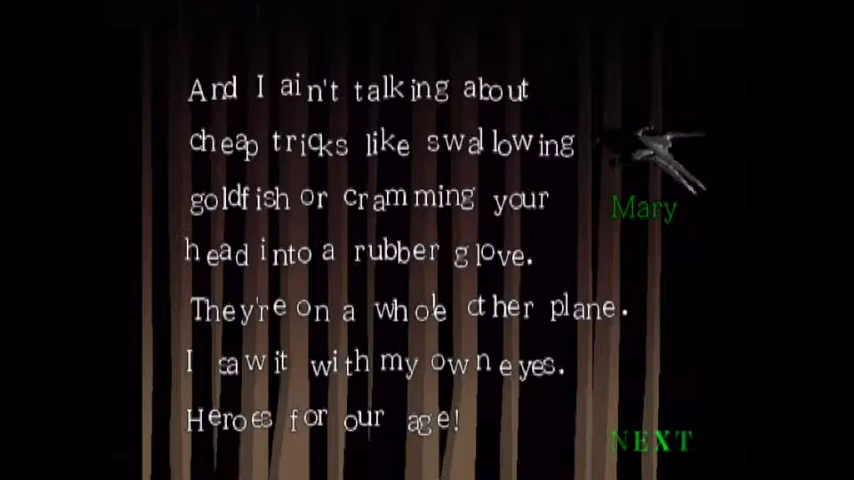 And I ain't talking about
cheap tricks like swallowing
goldfish or cramming your
head into a rubber glove.
Mary
They're on a whole other plane.
I saw it with my own eyes.
Heroes for our age!
NEXT